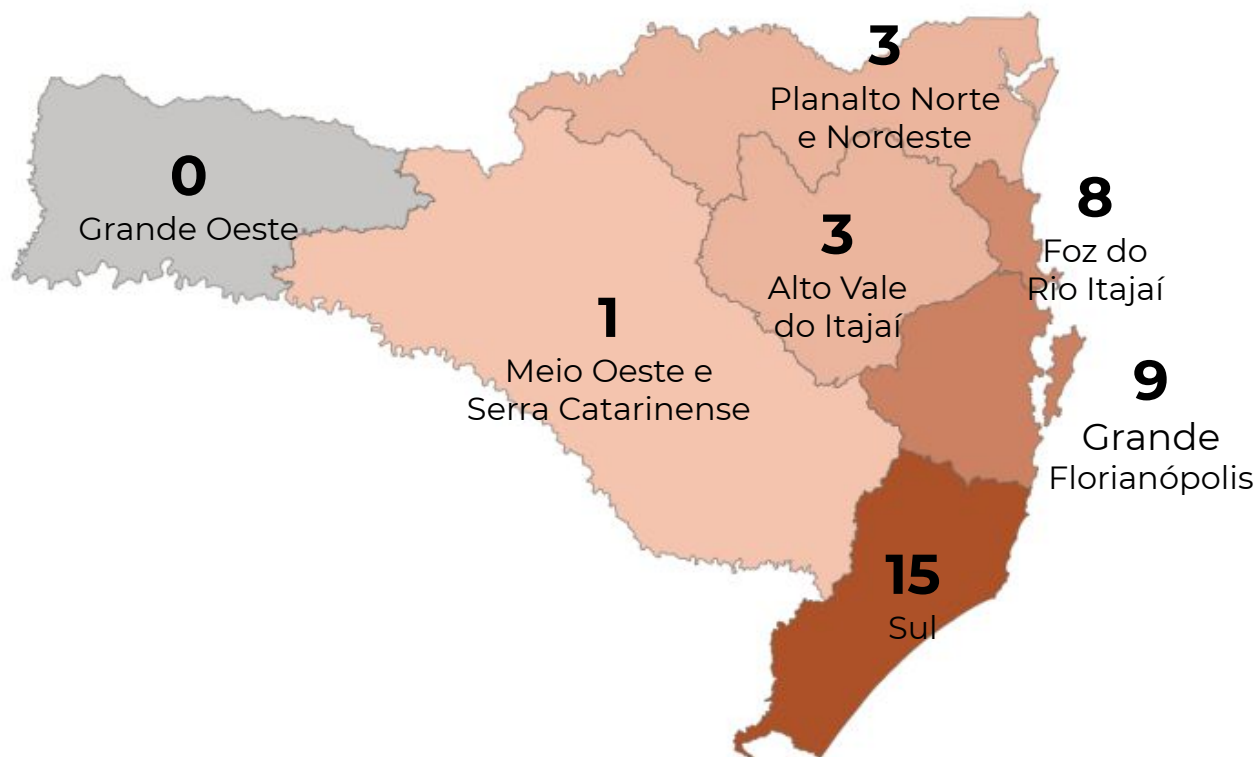 3
Planalto Norte
e Nordeste
0
Grande Oeste
8
Foz do
Rio Itajaí
3
Alto Vale
do Itajaí
1
Meio Oeste e
Serra Catarinense
9
Grande
Florianópolis
15
Sul